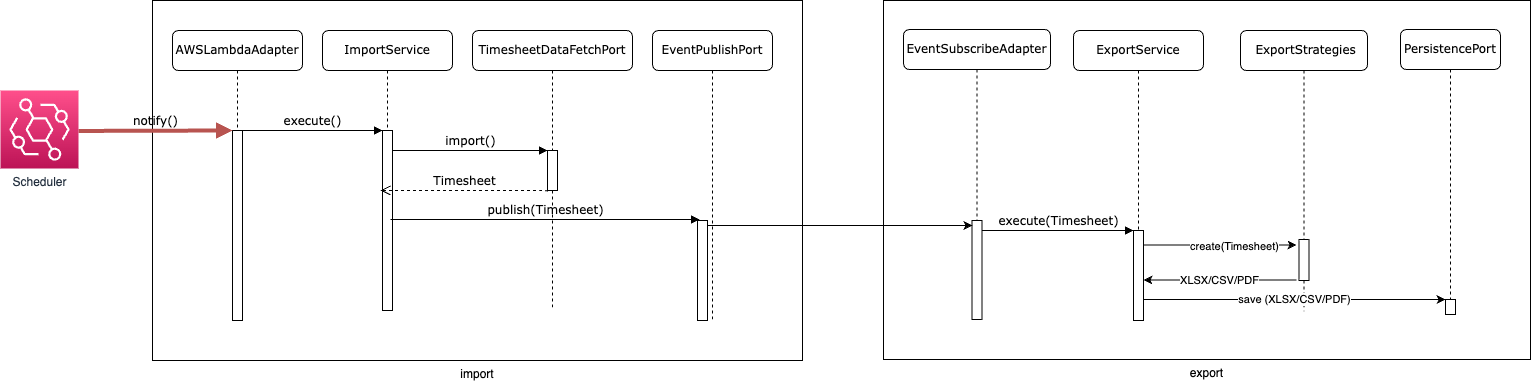 AWSLambdaAdapter
ImportService
TimesheetDataFetchPort
EventPublishPort
EventSubscribeAdapter
ExportService
ExportStrategies
PersistencePort
notify()
execute()
import()
Scheduler
Timesheet
publish(Timesheet)
execute(Timesheet)
create(Timesheet)
XLSX/CSV/PDF
save (XLSX/CSV/PDF)
import
export